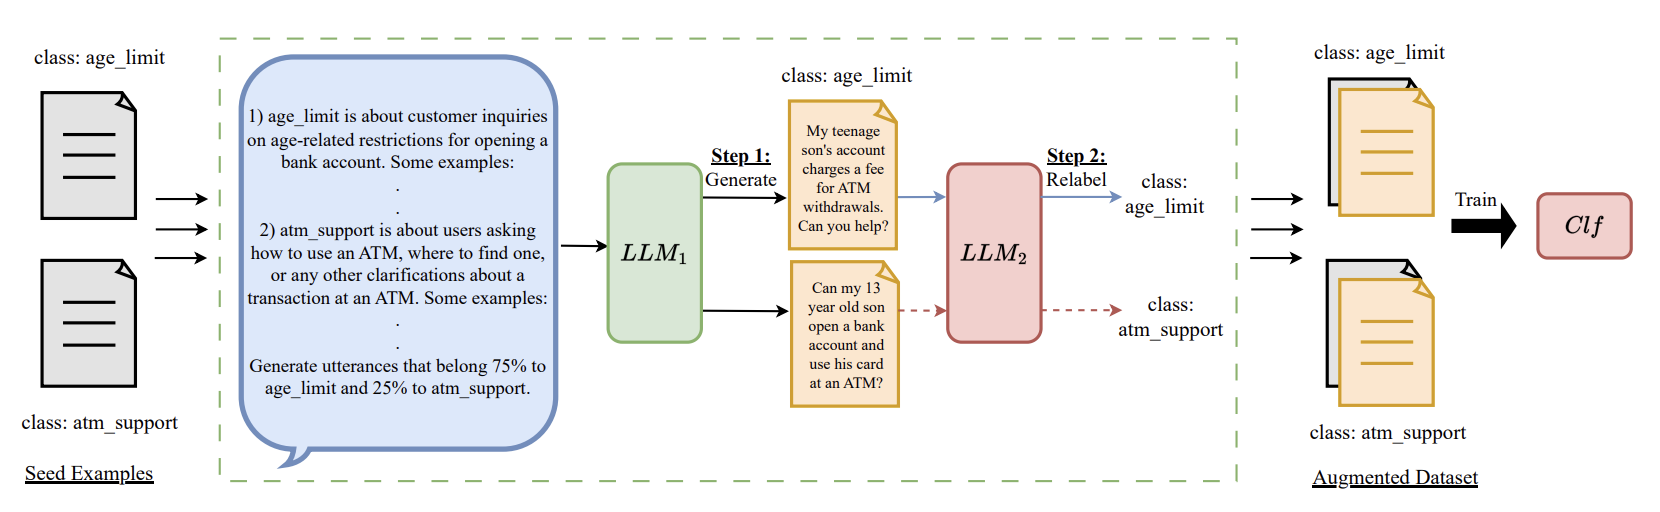 class: age_limit
class: atm_support
Seed Examples
1) age_limit is about customer inquiries
on age-related restrictions for opening a
bank account. Some examples:
.
.
2) atm_support is about users asking
how to use an ATM, where to find one,
or any other clarifications about a
transaction at an ATM. Some examples:
.
.
Generate utterances that belong 75% to
age_limit and 25% to atm_support.
LLM₁
Step 1:
Generate
class: age_limit
My teenage
son's account
charges a fee
for ATM
withdrawals.
Can you help?
Can my 13
year old son
open a bank
account and
use his card
at an ATM?
LLM₂
Step 2:
Relabel
class:
age_limit
class:
atm_support
class: age_limit
class: atm_support
Augmented Dataset
Train
Clf